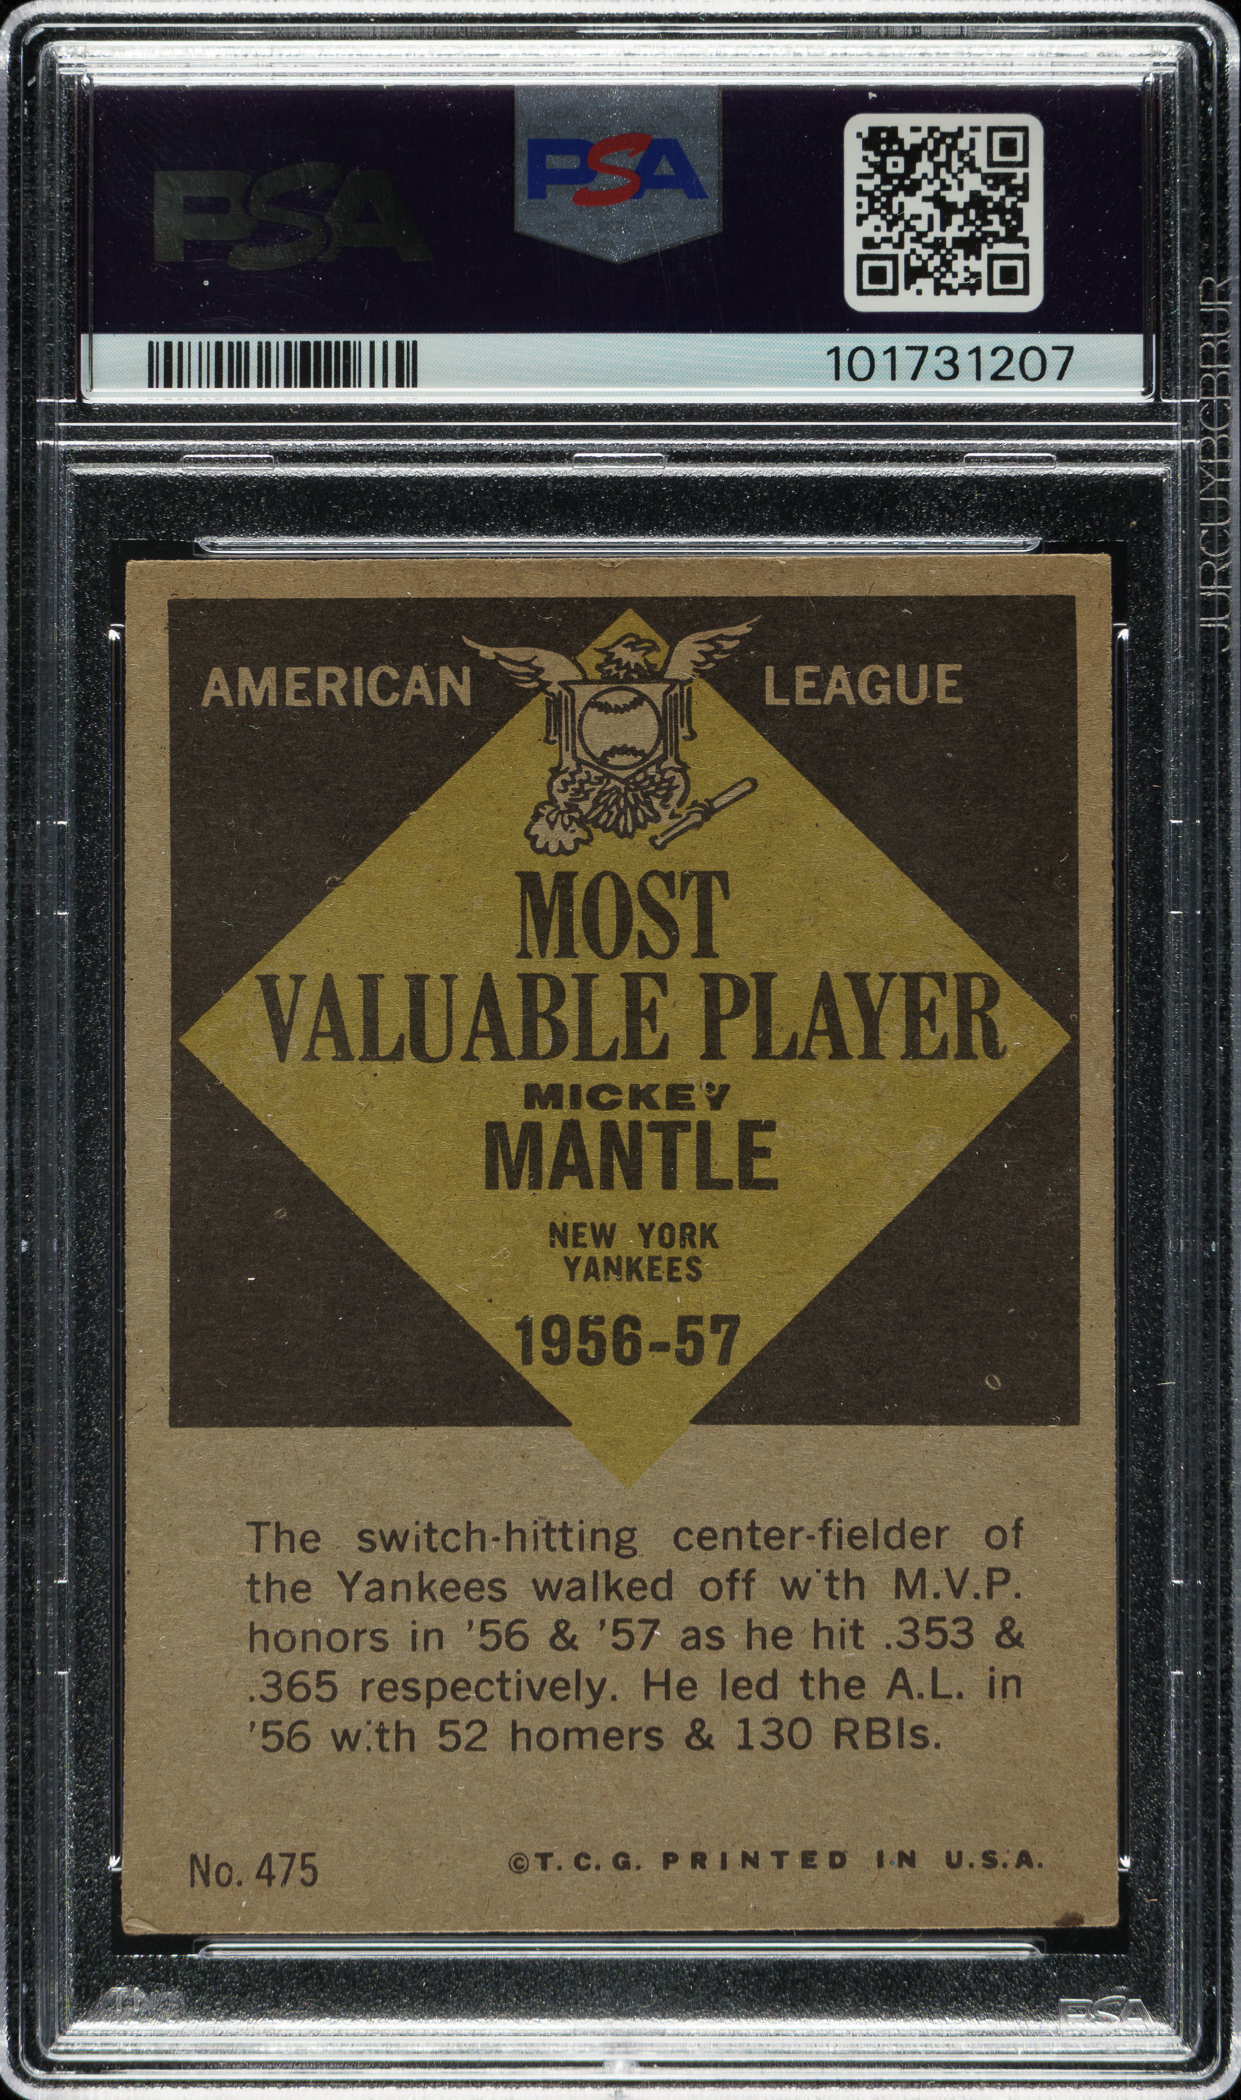 PSA
PSA
101731207
JURCUYBCBBUR
AMERICAN LEAGUE
MOST
VALUABLE PLAYER
MICKEY
MANTLE
NEW YORK
YANKEES
1956-57
The switch-hitting center-fielder of
the Yankees walked off with M.V.P.
honors in '56 & '57 as he hit .353 &
.365 respectively. He led the A.L. in
'56 with 52 homers & 130 RBIs.
No. 475 ©T.C.G. PRINTED IN U.S.A.
PSA